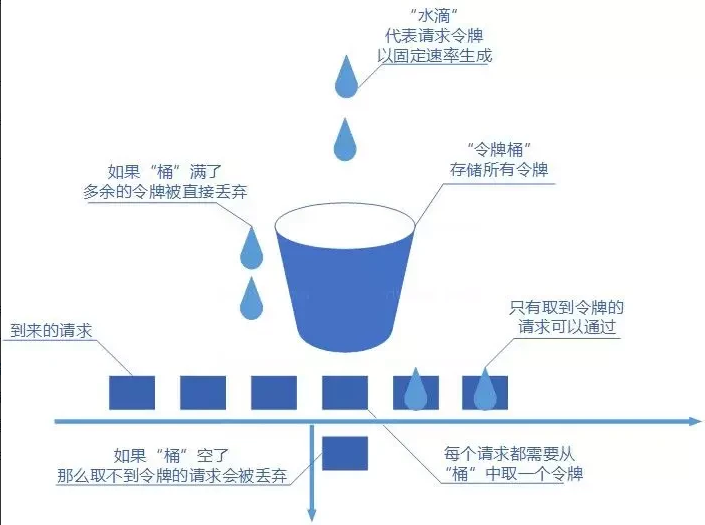 “水滴”
代表请求令牌
以固定速率生成
“令牌桶”
存储所有令牌
如果“桶”满了
多余的令牌被直接丢弃
只有取到令牌的
请求可以通过
到来的请求
如果“桶”空了
那么取不到令牌的请求会被丢弃
每个请求都需要从
“桶”中取一个令牌